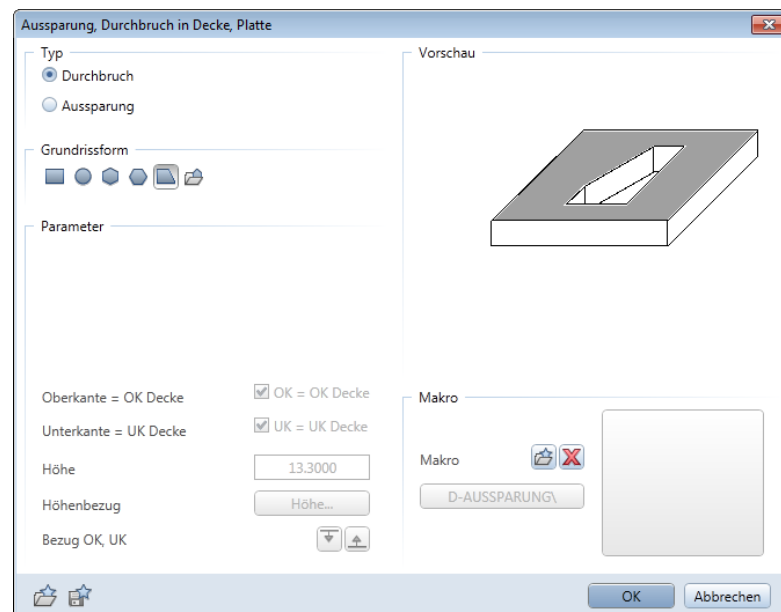 Aussparung, Durchbruch in Decke, Platte
Typ
Durchbruch
Aussparung
Grundrissform
Parameter
Oberkante = OK Decke
OK = OK Decke
Unterkante = UK Decke
UK = UK Decke
Höhe
13.3000
Höhenbezug
Höhe...
Bezug OK, UK
Vorschau
Makro
Makro
D-AUSSPARUNG\
OK
Abbrechen